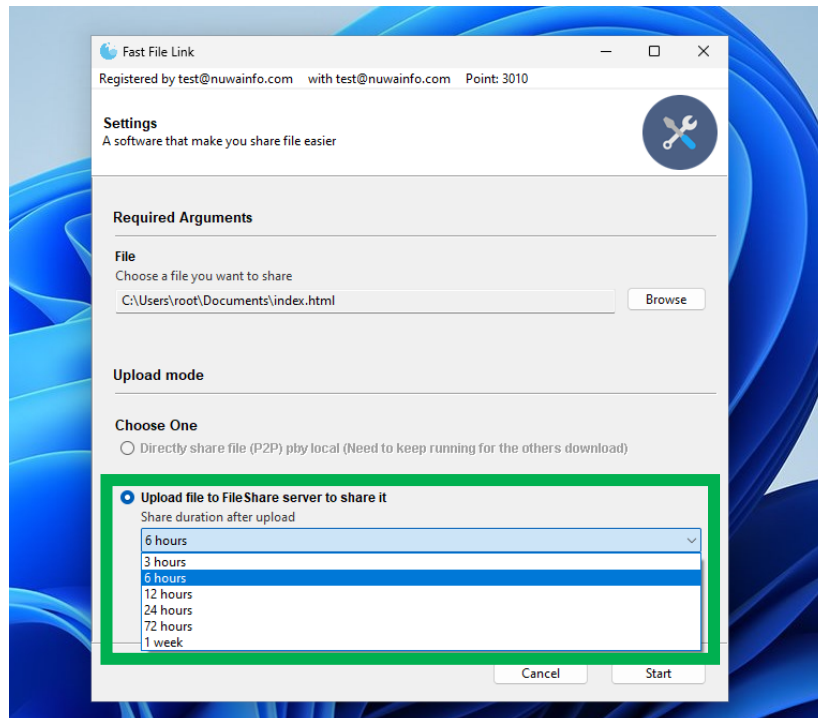 Fast File Link
Registered by test@nuwainfo.com with test@nuwainfo.com Point: 3010
Settings
A software that make you share file easier
Required Arguments
File
Choose a file you want to share
C:\Users\root\Documents\index.html
Browse
Upload mode
Choose One
Directly share file (P2P) pby local (Need to keep running for the others download)
Upload file to FileShare server to share it
Share duration after upload
6 hours
3 hours
6 hours
12 hours
24 hours
72 hours
1 week
Cancel Start